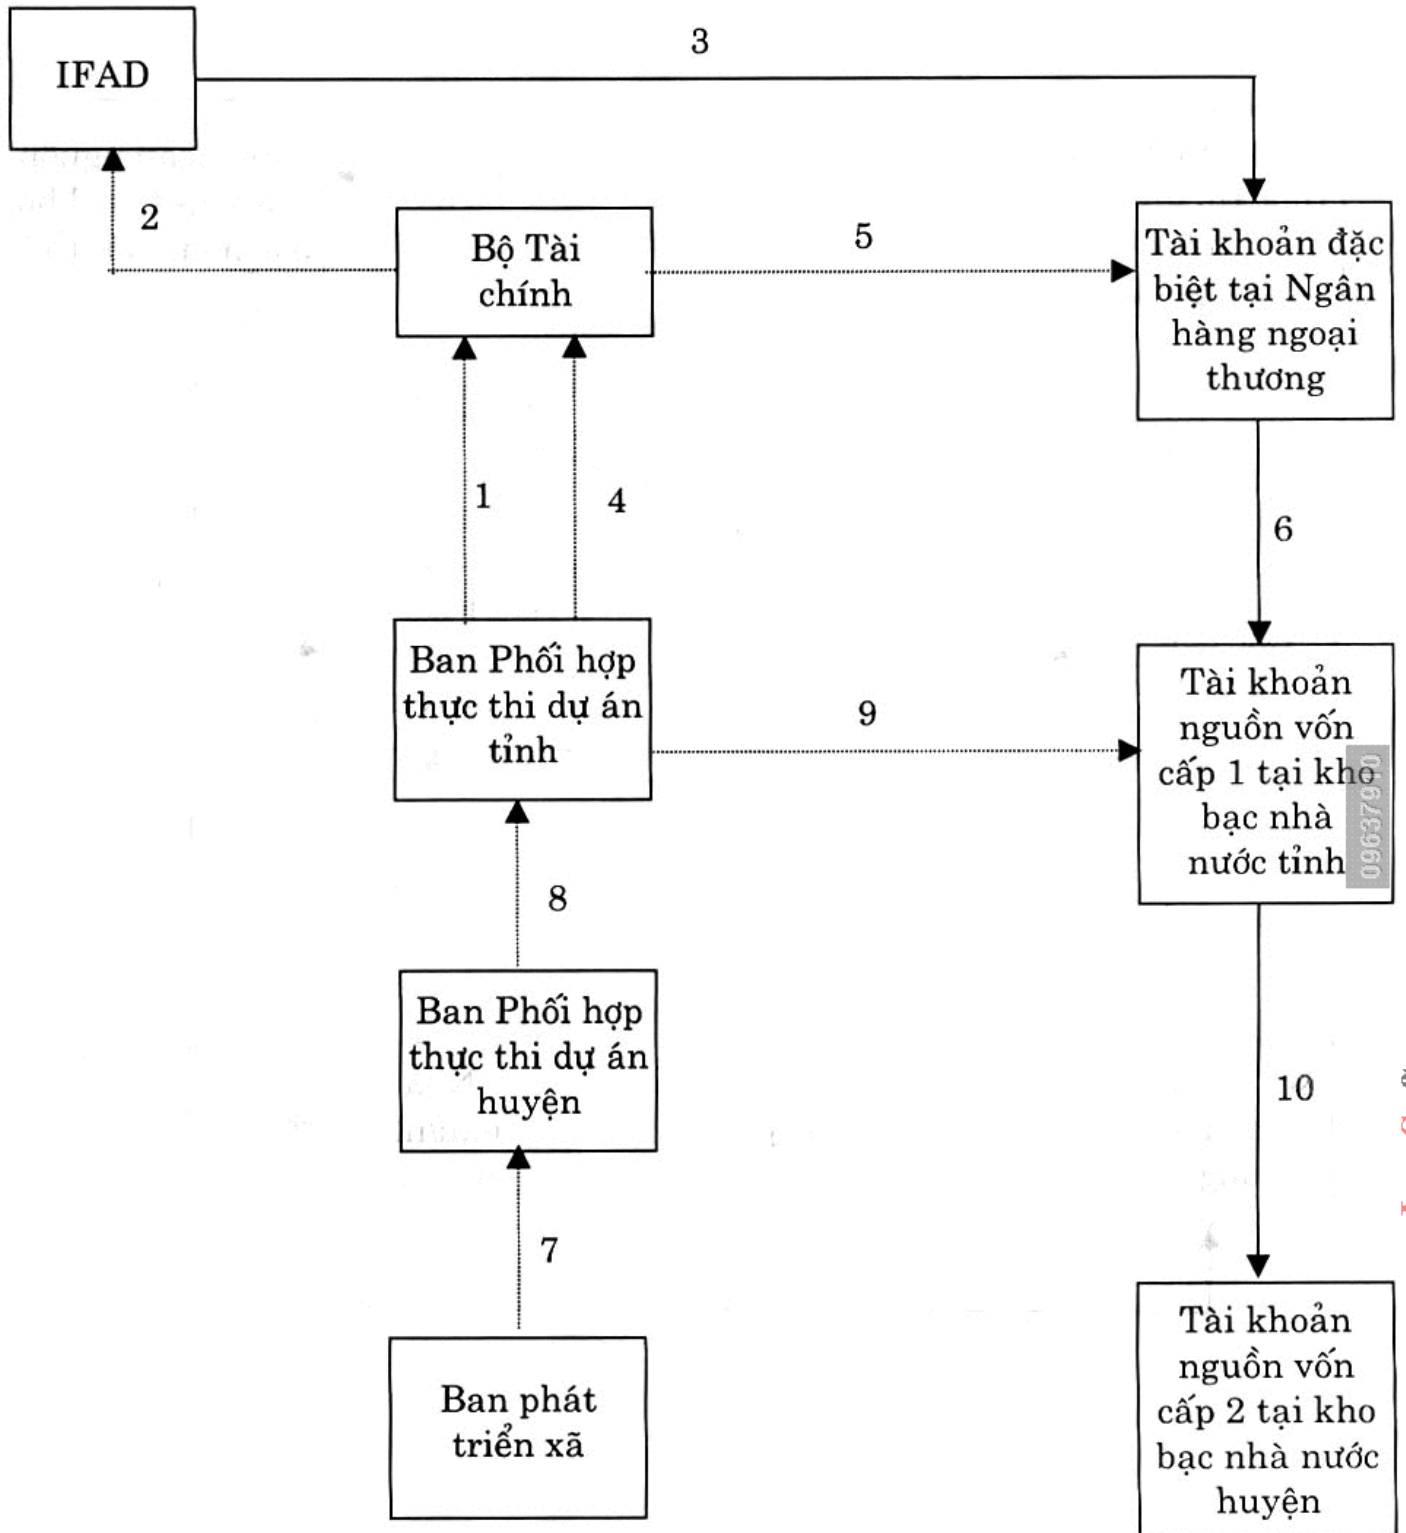 3
IFAD
2
Bộ Tài
chính
5
Tài khoản đặc
biệt tại Ngân
hàng ngoại
thương
1
4
6
Ban Phối hợp
thực thi dự án
tỉnh
9
Tài khoản
nguồn vốn
cấp 1 tại kho
bạc nhà
nước tỉnh
09637910
8
Ban Phối hợp
thực thi dự án
huyện
10
7
Ban phát
triển xã
Tài khoản
nguồn vốn
cấp 2 tại kho
bạc nhà nước
huyện